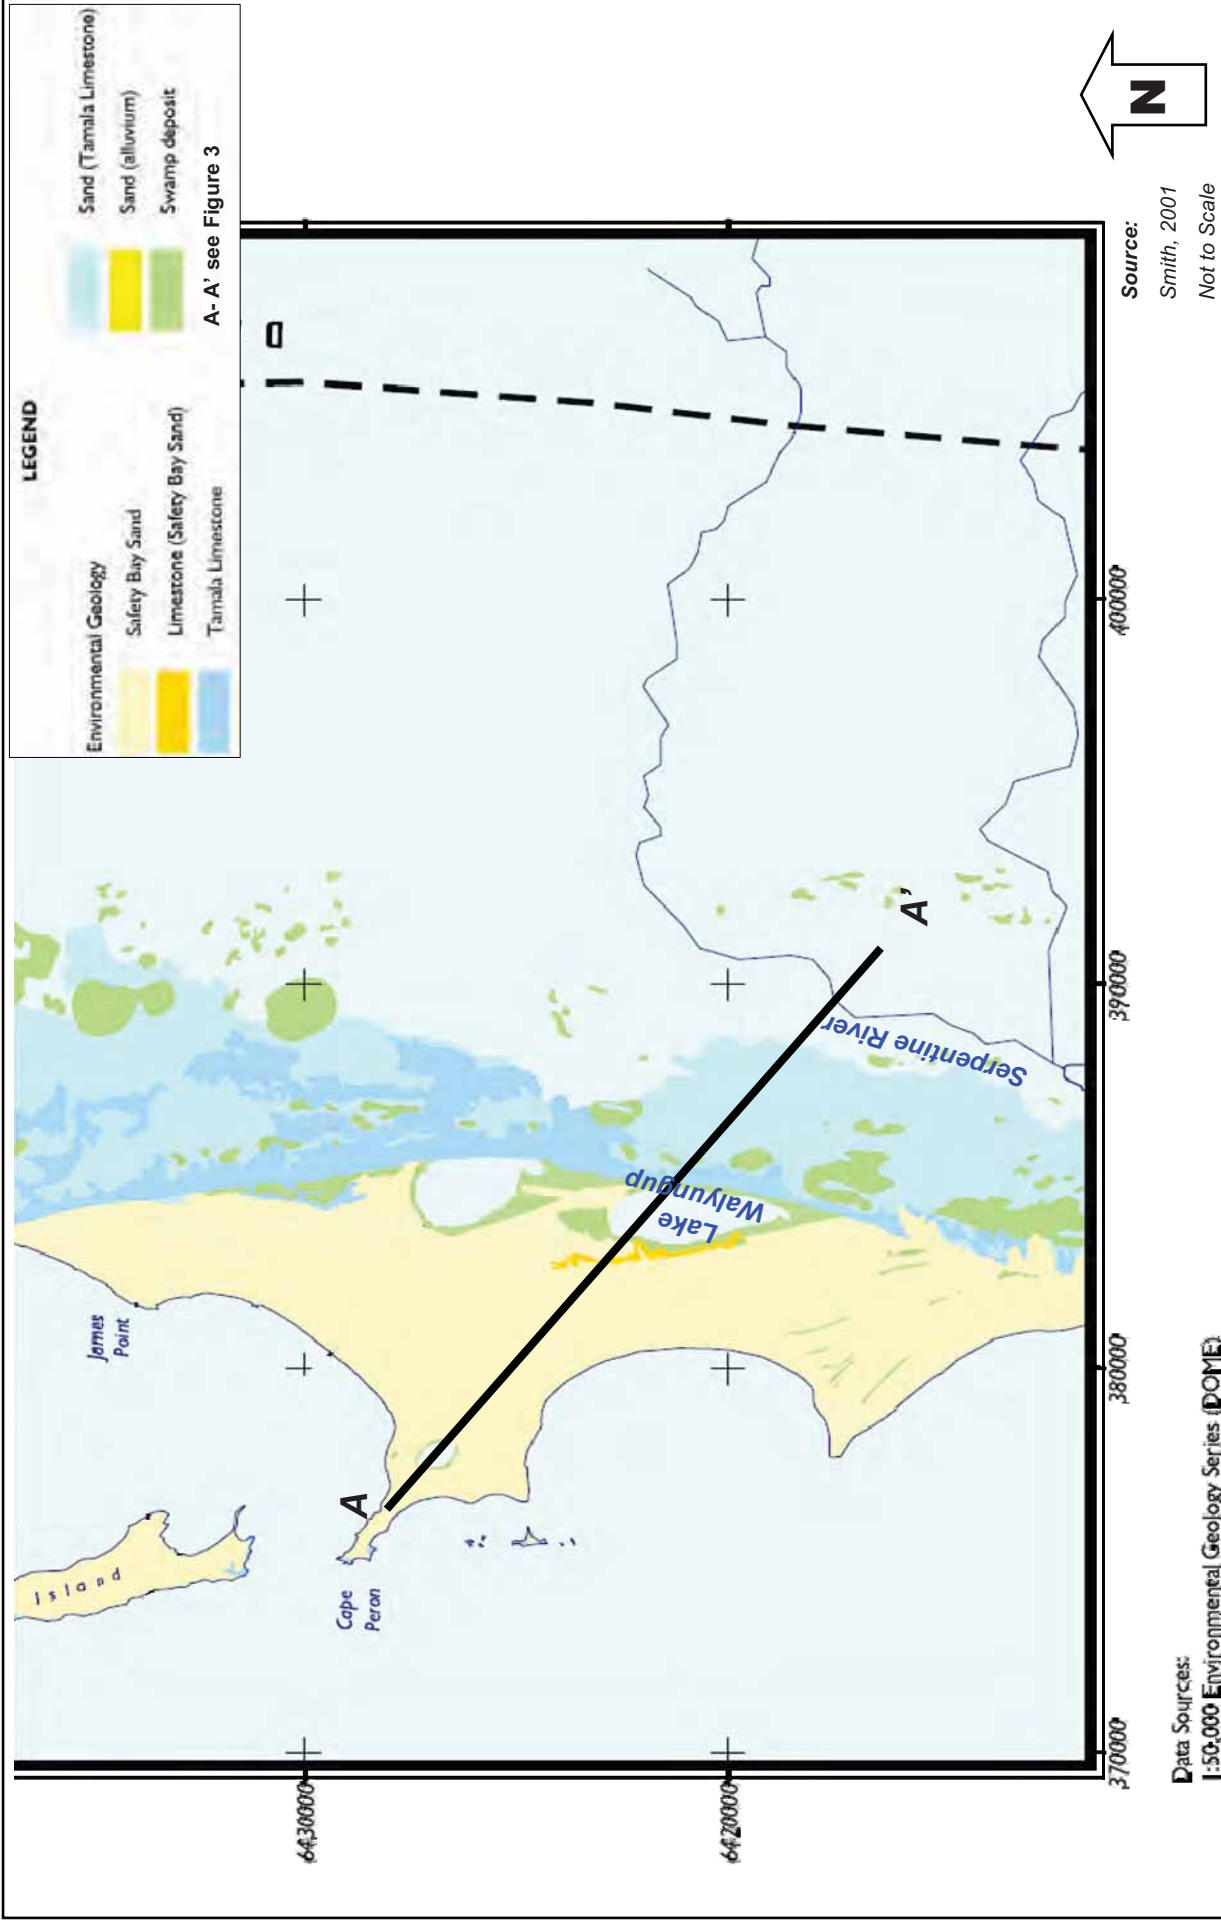 LEGEND
Environmental Geology
Safety Bay Sand
Limestone (Safety Bay Sand)
Tamala Limestone
Sand (Tamala Limestone)
Sand (alluvium)
Swamp deposit
A- A' see Figure 3
James
Point
Island
Cape
Peron
A
Lake
Walyungup
Serpentine River
A'
6430000
6420000
370000
380000
390000
400000
N
Source:
Smith, 2001
Not to Scale
Data Sources:
1:50,000 Environmental Geology Series (DOME)